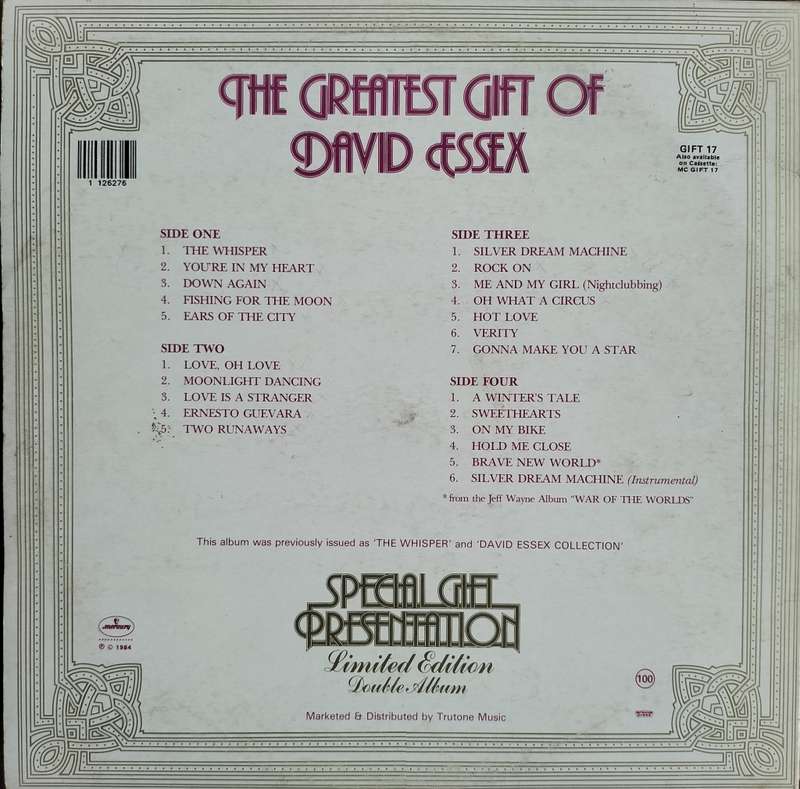 THE GREATEST GIFT OF
DAVID ESSEX
1 126276
GIFT 17
Also available
on Cassette:
MC GIFT 17
SIDE ONE
1. THE WHISPER
2. YOU'RE IN MY HEART
3. DOWN AGAIN
4. FISHING FOR THE MOON
5. EARS OF THE CITY
SIDE TWO
1. LOVE, OH LOVE
2. MOONLIGHT DANCING
3. LOVE IS A STRANGER
4. ERNESTO GUEVARA
5. TWO RUNAWAYS
SIDE THREE
1. SILVER DREAM MACHINE
2. ROCK ON
3. ME AND MY GIRL (Nightclubbing)
4. OH WHAT A CIRCUS
5. HOT LOVE
6. VERITY
7. GONNA MAKE YOU A STAR
SIDE FOUR
1. A WINTER'S TALE
2. SWEETHEARTS
3. ON MY BIKE
4. HOLD ME CLOSE
5. BRAVE NEW WORLD*
6. SILVER DREAM MACHINE (Instrumental)
*from the Jeff Wayne Album "WAR OF THE WORLDS"
This album was previously issued as 'THE WHISPER' and 'DAVID ESSEX COLLECTION'
SPECIAL GIFT
PRESENTATION
Limited Edition
Double Album
mercury
℗ © 1984
100
Marketed & Distributed by Trutone Music